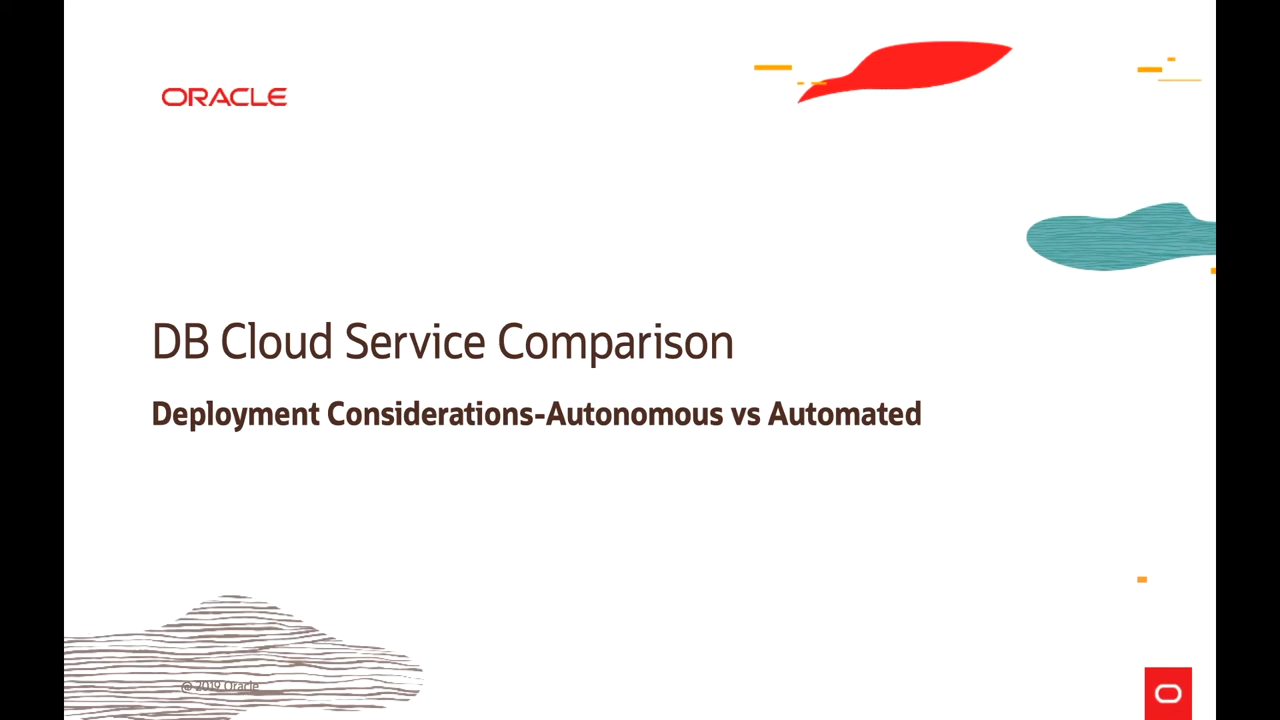 ORACLE
DB Cloud Service Comparison
Deployment Considerations-Autonomous vs Automated
@ 2019 Oracle